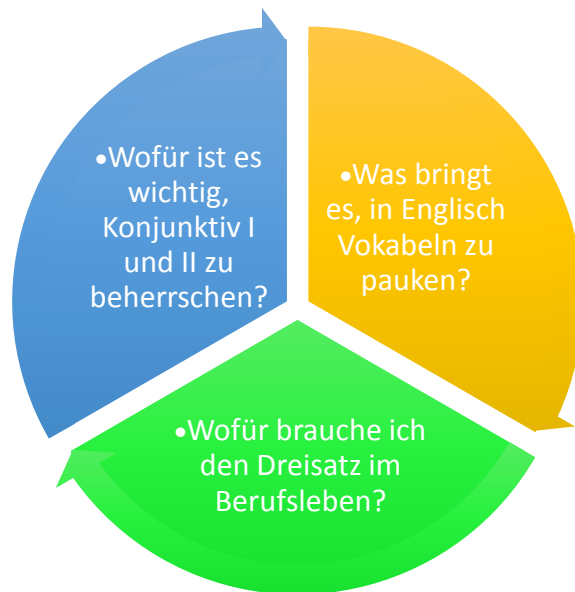 •Wofür ist es
wichtig,
Konjunktiv I
und II zu
beherrschen?
•Was bringt
es, in Englisch
Vokabeln zu
pauken?
•Wofür brauche ich
den Dreisatz im
Berufsleben?